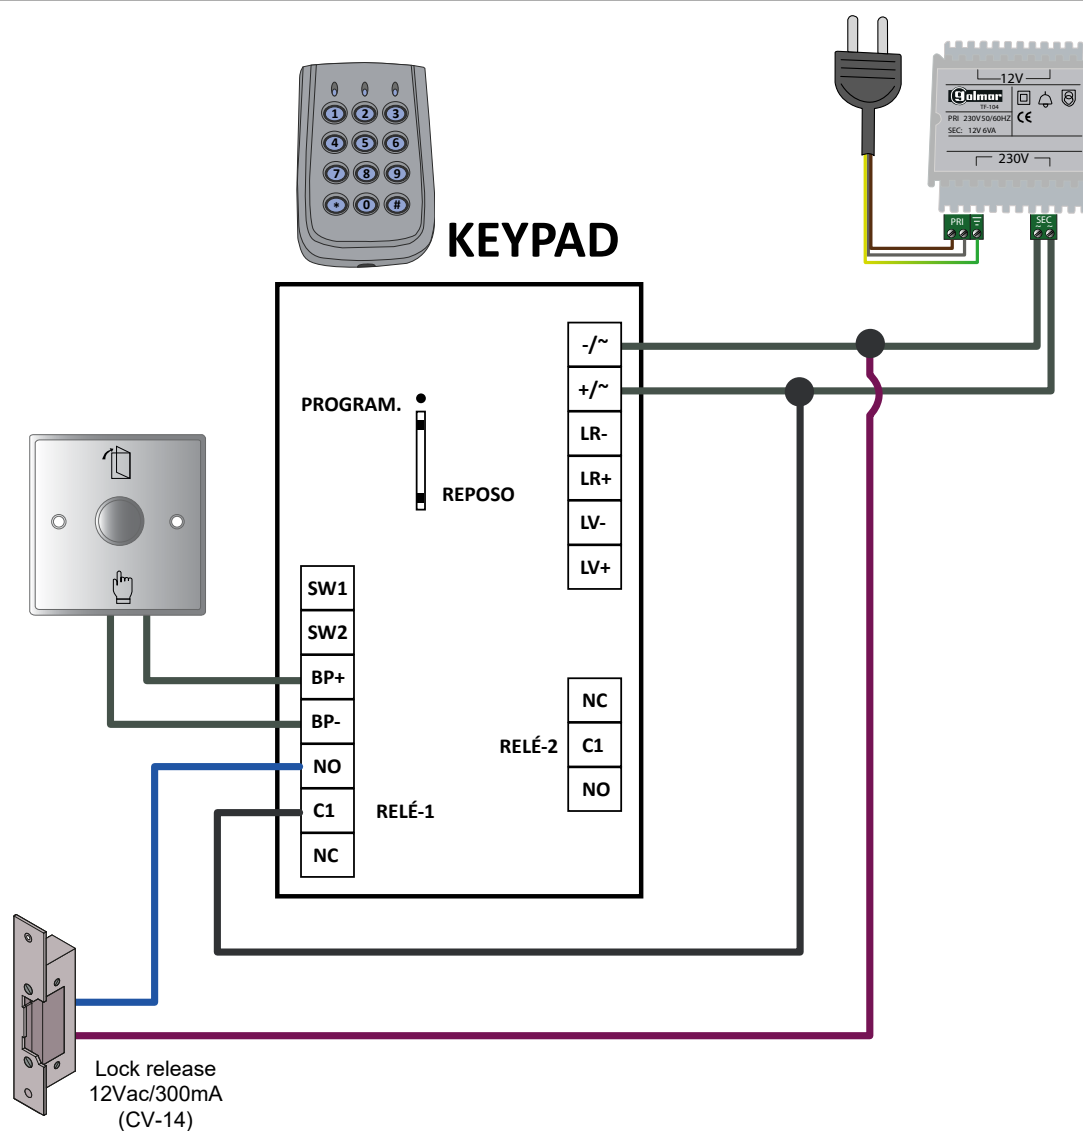 12V
golmar
TF-104
PRI 230V 50/60HZ
SEC: 12V 6VA
CE
230V
PRI
SEC
1 2 3
4 5 6
7 8 9
* 0 #
KEYPAD
-/~
+/~
LR-
LR+
LV-
LV+
PROGRAM.
REPOSO
SW1
SW2
BP+
BP-
NO
C1
NC
RELÉ-1
RELÉ-2
NC
C1
NO
Lock release
12Vac/300mA
(CV-14)